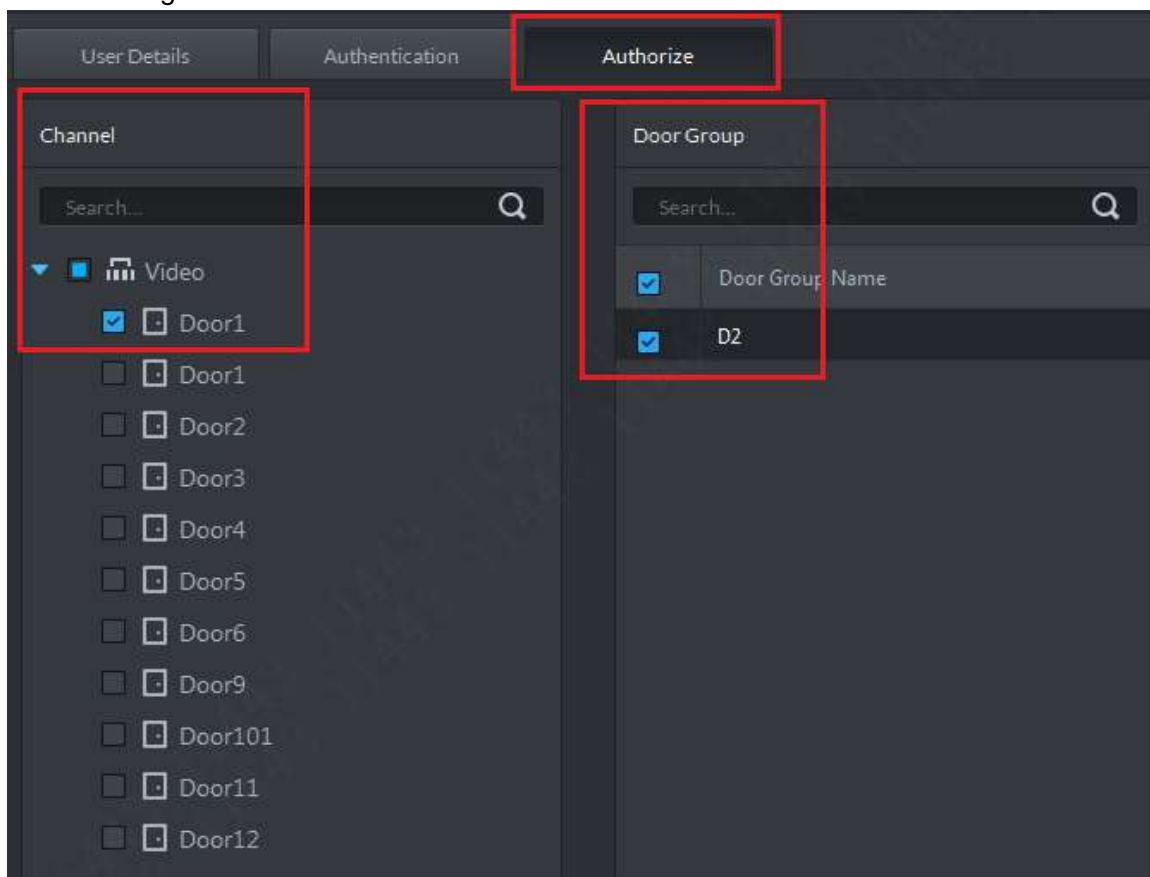 User Details
Authentication
Authorize
Channel
Search...
Video
Door1
Door1
Door2
Door3
Door4
Door5
Door6
Door9
Door101
Door11
Door12
Door Group
Search...
Door Group Name
D2